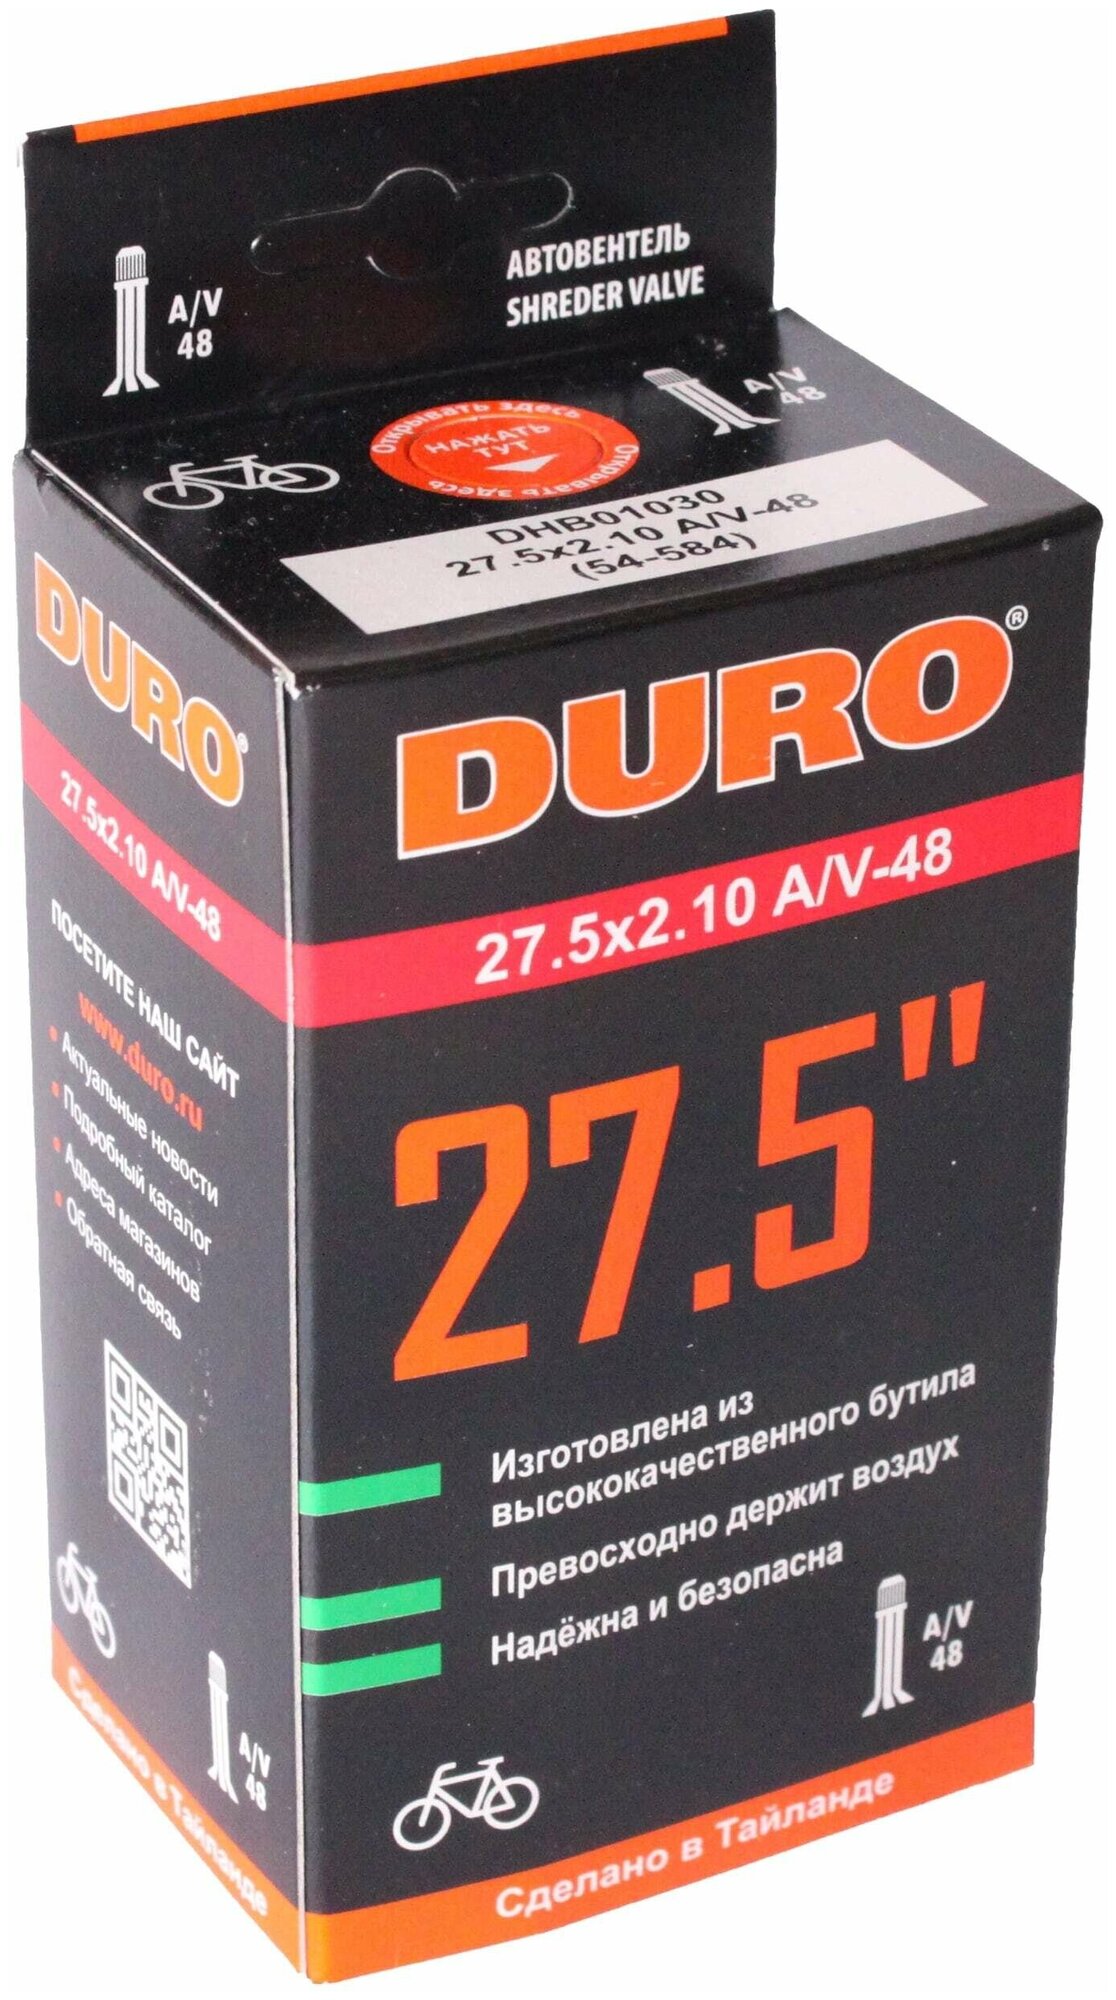 АВТОВЕНТЕЛЬ
SHREDER VALVE
A/V
48
A/V
48
Открывать здесь
НАЖАТЬ
ТУТ
Открывать здесь
DHB01030
27.5x2.10 A/V-48
(54-584)
DURO®
27.5x2.10 A/V-48
ПОСЕТИТЕ НАШ САЙТ
www.duro.ru
Актуальные новости
Подробный каталог
Адреса магазинов
Обратная связь
A/V
48
Сделано в Тайланде
DURO®
27.5x2.10 A/V-48
27.5"
Изготовлена из
высококачественного бутила
Превосходно держит воздух
Надёжна и безопасна
A/V
48
Сделано в Тайланде